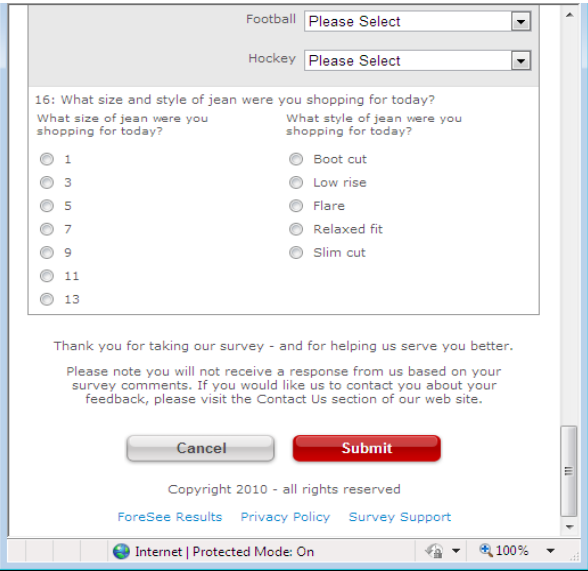 Football Please Select
Hockey Please Select
16: What size and style of jean were you shopping for today?
What size of jean were you
shopping for today?
1
3
5
7
9
11
13
What style of jean were you
shopping for today?
Boot cut
Low rise
Flare
Relaxed fit
Slim cut
Thank you for taking our survey - and for helping us serve you better.
Please note you will not receive a response from us based on your
survey comments. If you would like us to contact you about your
feedback, please visit the Contact Us section of our web site.
Cancel Submit
Copyright 2010 - all rights reserved
ForeSee Results Privacy Policy Survey Support
Internet | Protected Mode: On 100%